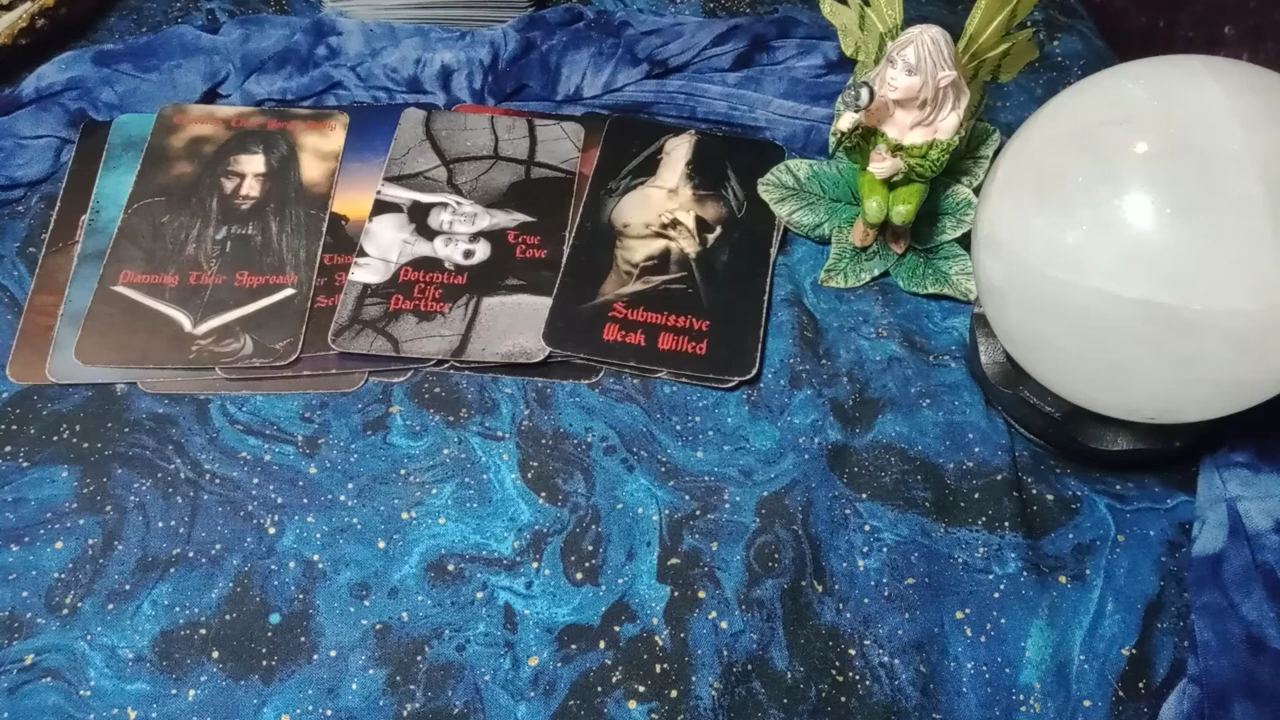 Planning Their Approach
True
Love
Potential
Life
Partner
Submissive
Weak Willed